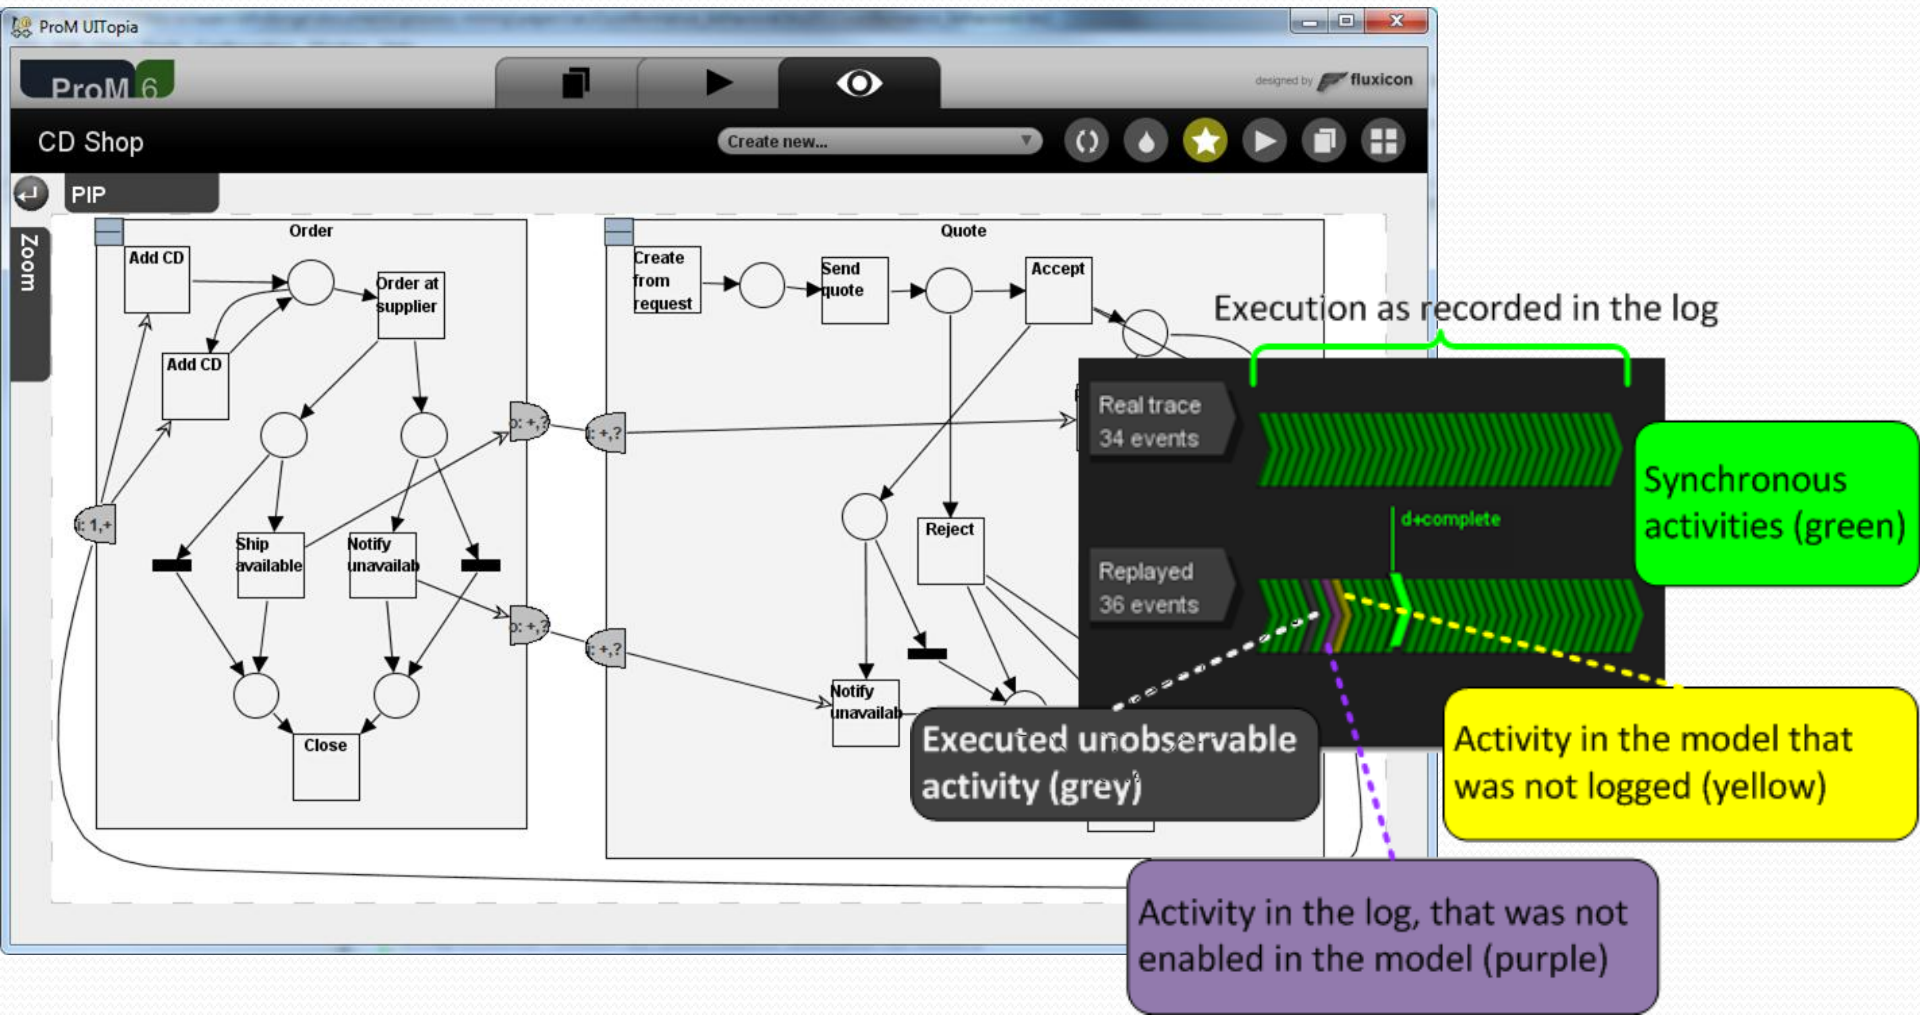 ProM UITopia
ProM 6
designed by fluxicon
CD Shop
Create new...
PIP
Zoom
Order
Add CD
Order at
supplier
Add CD
Ship
available
Notify
unavailab
Close
i: 1,+
o: +,?
o: +,?
Quote
Create
from
request
Send
quote
Accept
Reject
Notify
unavailab
: +,?
: +,?
Execution as recorded in the log
Real trace
34 events
d+complete
Replayed
36 events
Synchronous
activities (green)
Executed unobservable
activity (grey)
Activity in the model that
was not logged (yellow)
Activity in the log, that was not
enabled in the model (purple)